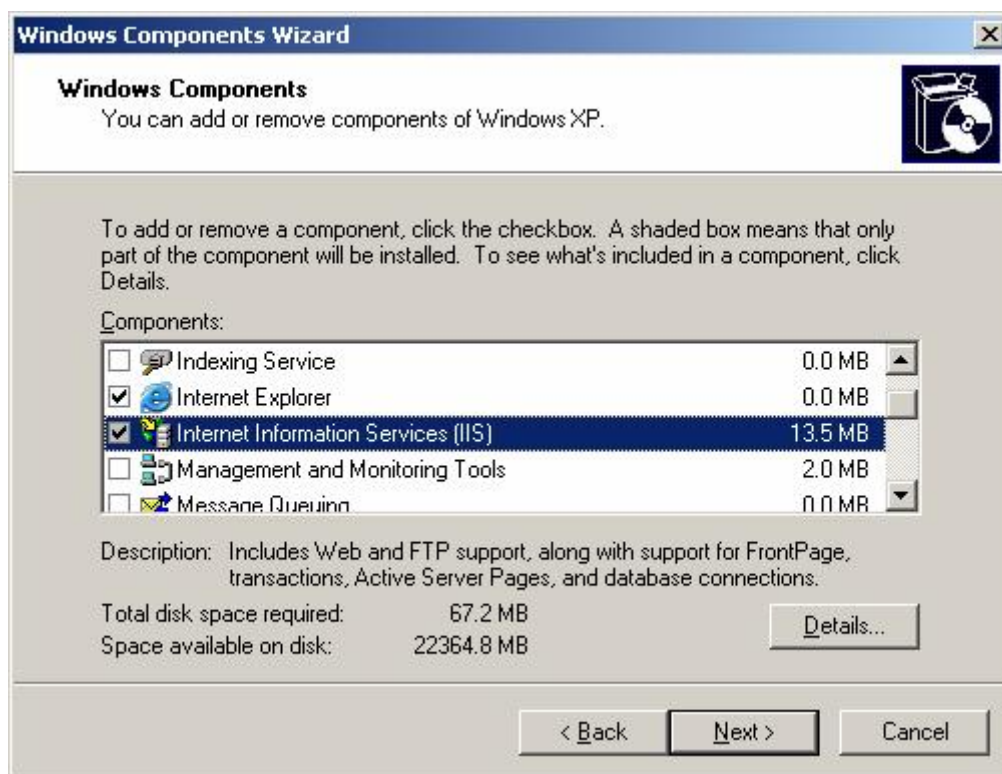 Windows Components Wizard
Windows Components
You can add or remove components of Windows XP.
To add or remove a component, click the checkbox. A shaded box means that only
part of the component will be installed. To see what's included in a component, click
Details.
Components:
Indexing Service 0.0 MB
Internet Explorer 0.0 MB
Internet Information Services (IIS) 13.5 MB
Management and Monitoring Tools 2.0 MB
Message Queuing 0.0 MB
Description: Includes Web and FTP support, along with support for FrontPage,
transactions, Active Server Pages, and database connections.
Total disk space required: 67.2 MB
Space available on disk: 22364.8 MB
Details...
< Back Next > Cancel